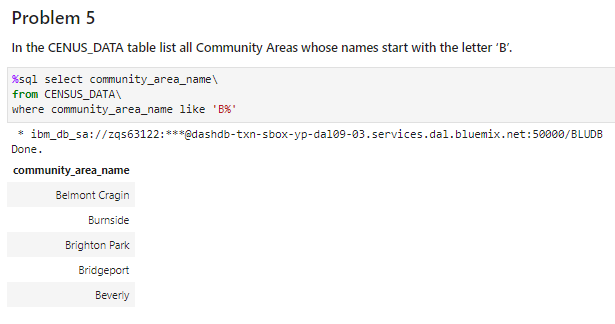 Problem 5
In the CENUS_DATA table list all Community Areas whose names start with the letter ‘B’.
%sql select community_area_name\
from CENSUS_DATA\
where community_area_name like 'B%'
* ibm_db_sa://zqs63122:***@dashdb-txn-sbox-yp-dal09-03.services.dal.bluemix.net:50000/BLUDB
Done.
community_area_name
Belmont Cragin
Burnside
Brighton Park
Bridgeport
Beverly